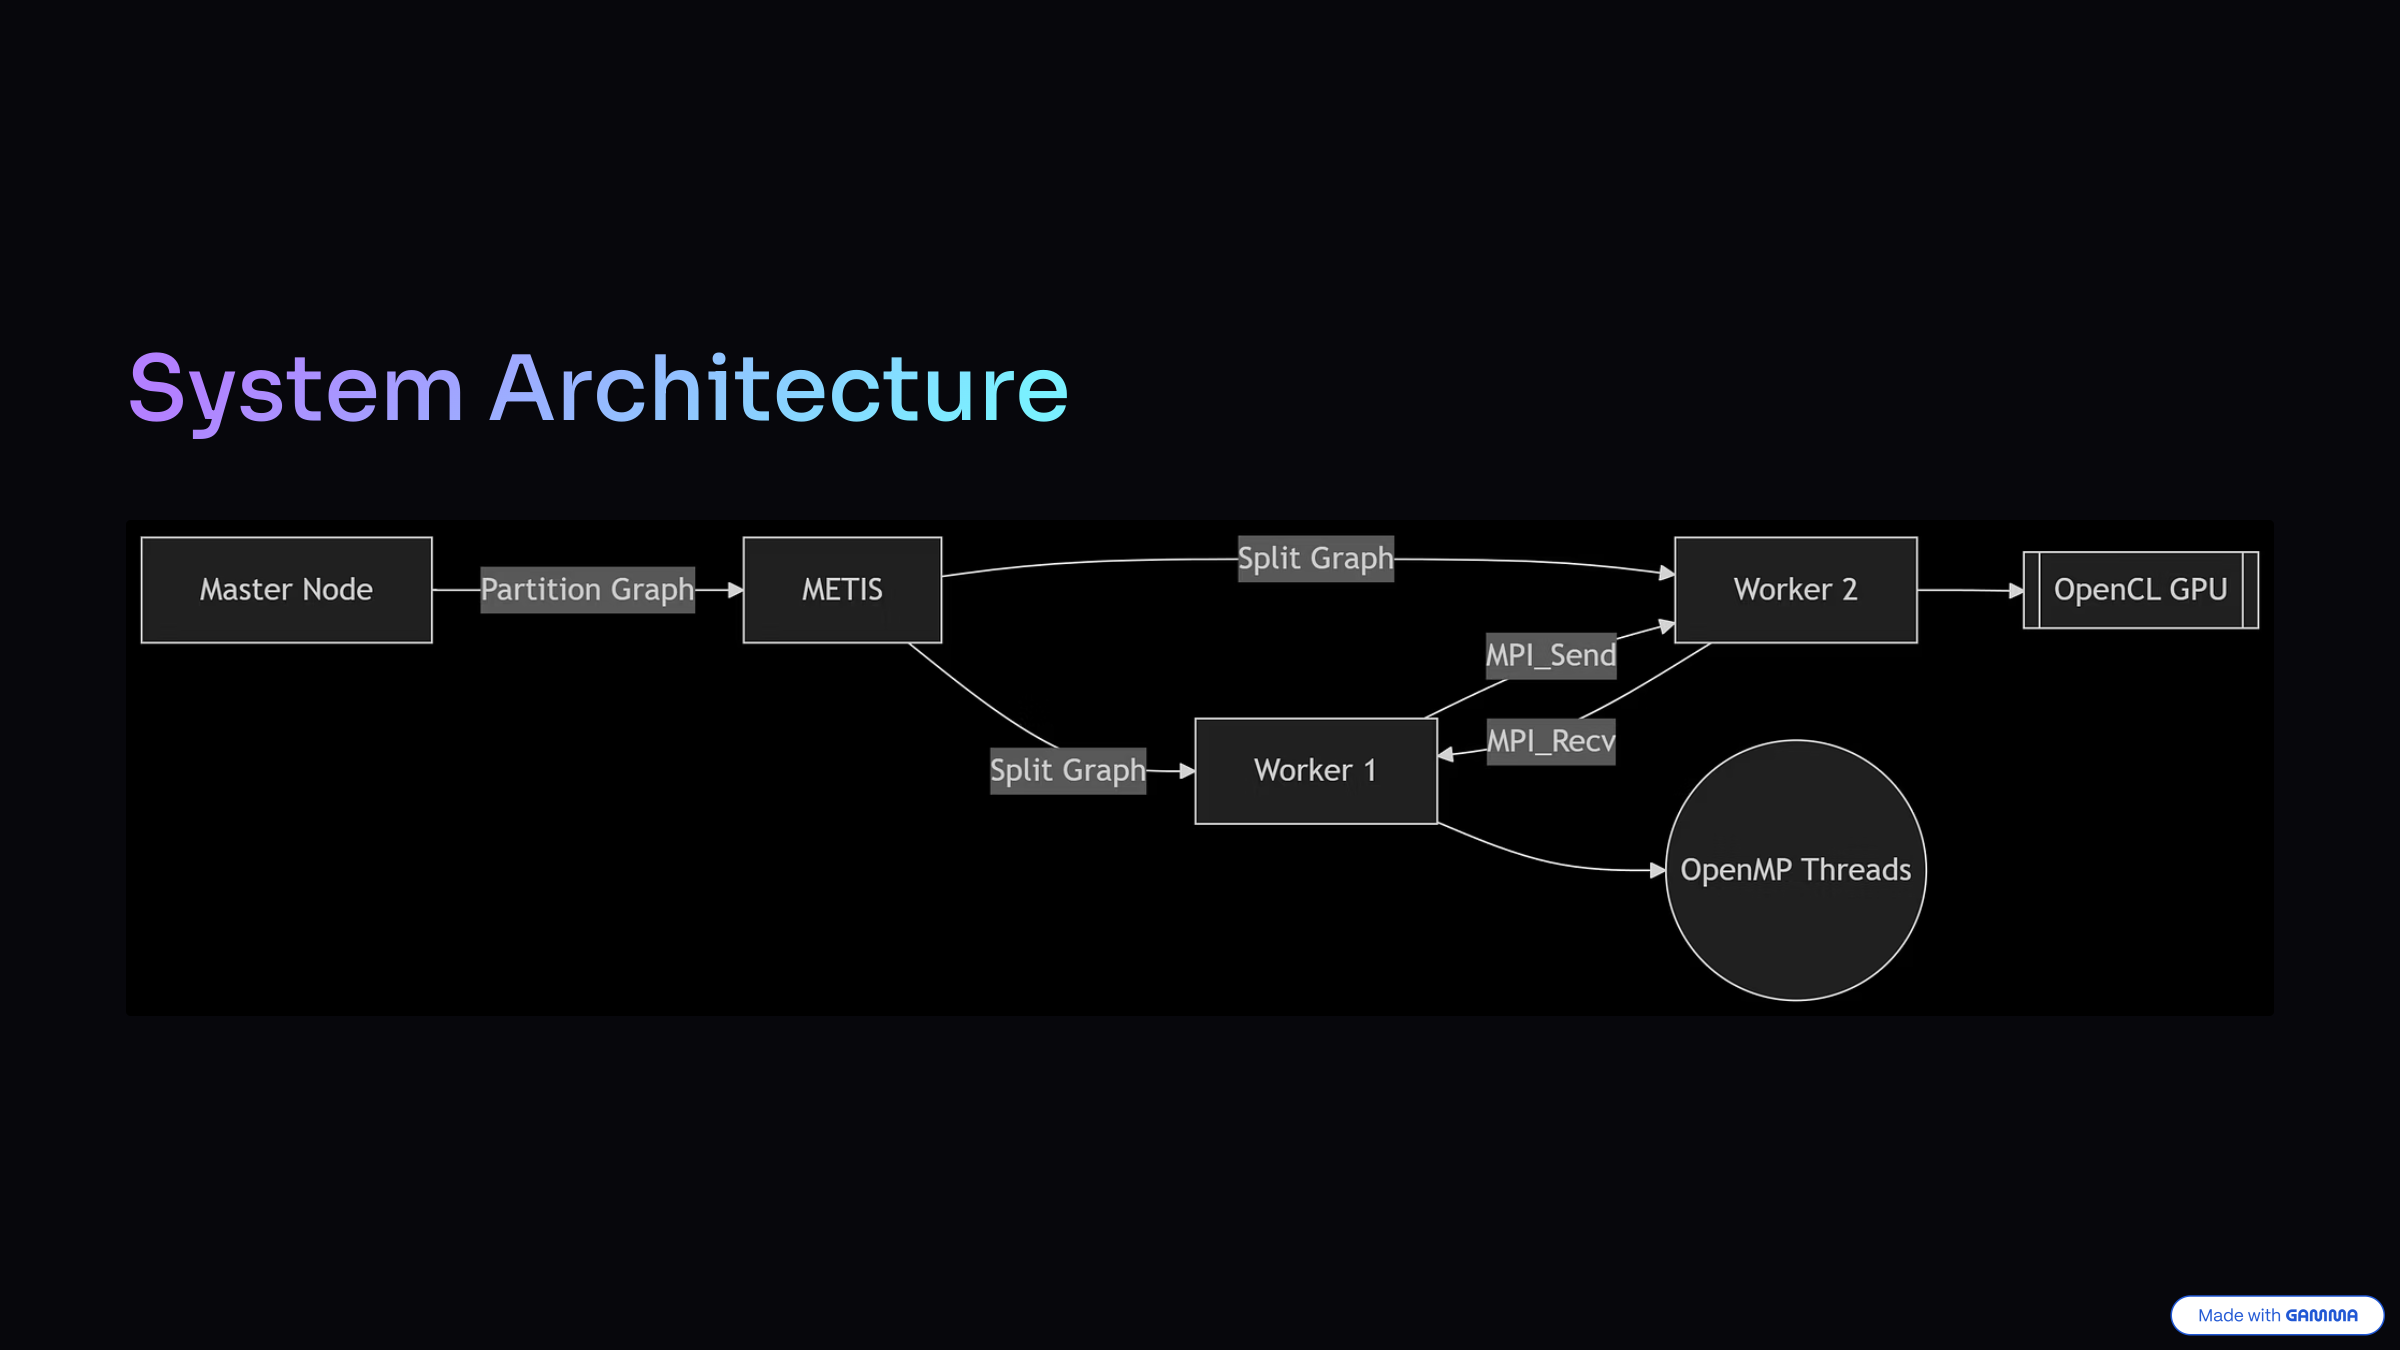 System Architecture
Master Node
Partition Graph
METIS
Split Graph
Worker 2
OpenCL GPU
MPI_Send
MPI_Recv
Split Graph
Worker 1
OpenMP Threads
Made with GAMMA